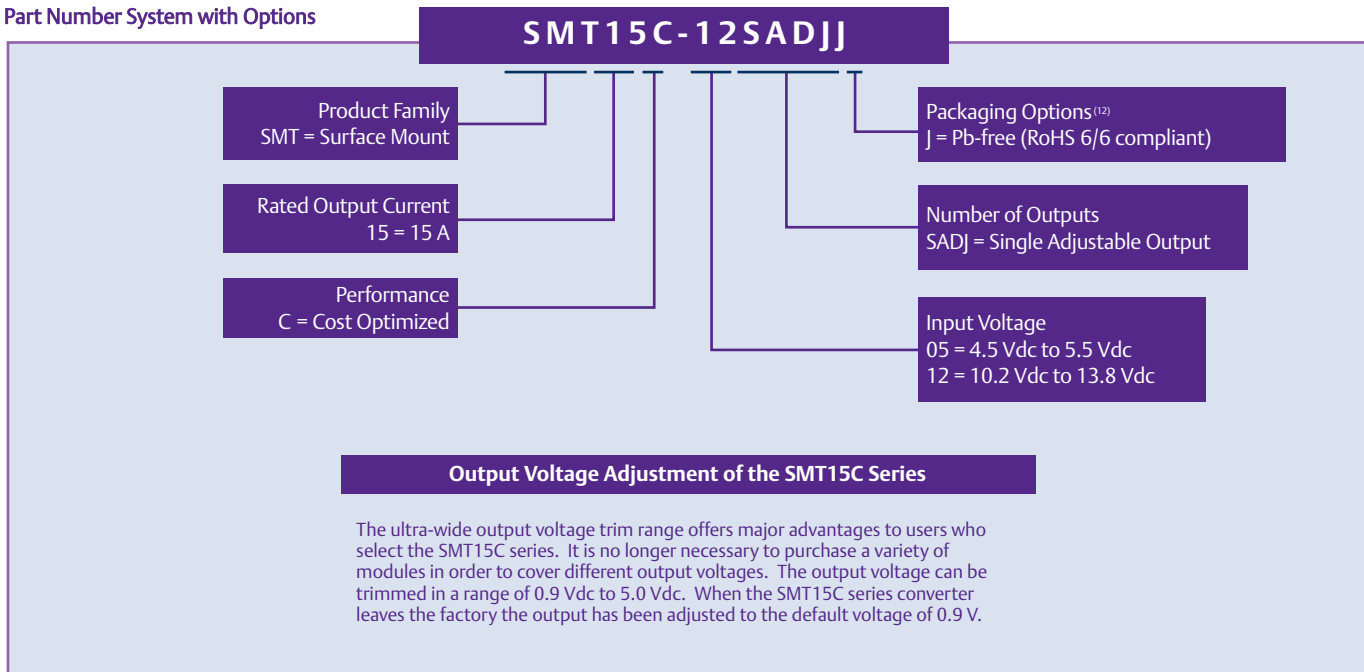 Part Number System with Options
SMT15C-12SADJJ
Product Family
SMT = Surface Mount
Rated Output Current
15 = 15 A
Performance
C = Cost Optimized
Packaging Options (12)
J = Pb-free (RoHS 6/6 compliant)
Number of Outputs
SADJ = Single Adjustable Output
Input Voltage
05 = 4.5 Vdc to 5.5 Vdc
12 = 10.2 Vdc to 13.8 Vdc
Output Voltage Adjustment of the SMT15C Series
The ultra-wide output voltage trim range offers major advantages to users who
select the SMT15C series. It is no longer necessary to purchase a variety of
modules in order to cover different output voltages. The output voltage can be
trimmed in a range of 0.9 Vdc to 5.0 Vdc. When the SMT15C series converter
leaves the factory the output has been adjusted to the default voltage of 0.9 V.